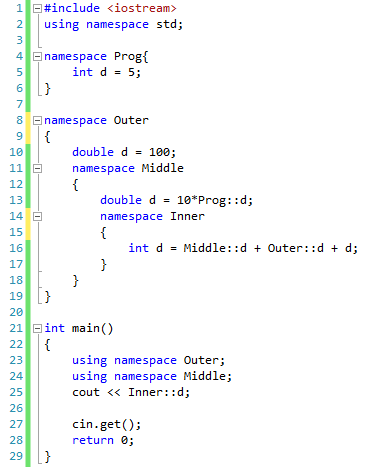 1 #include <iostream>
2 using namespace std;
3
4 namespace Prog{
5     int d = 5;
6 }
7
8 namespace Outer
9 {
10     double d = 100;
11     namespace Middle
12     {
13         double d = 10*Prog::d;
14         namespace Inner
15         {
16             int d = Middle::d + Outer::d + d;
17         }
18     }
19 }
20
21 int main()
22 {
23     using namespace Outer;
24     using namespace Middle;
25     cout << Inner::d;
26
27     cin.get();
28     return 0;
29 }